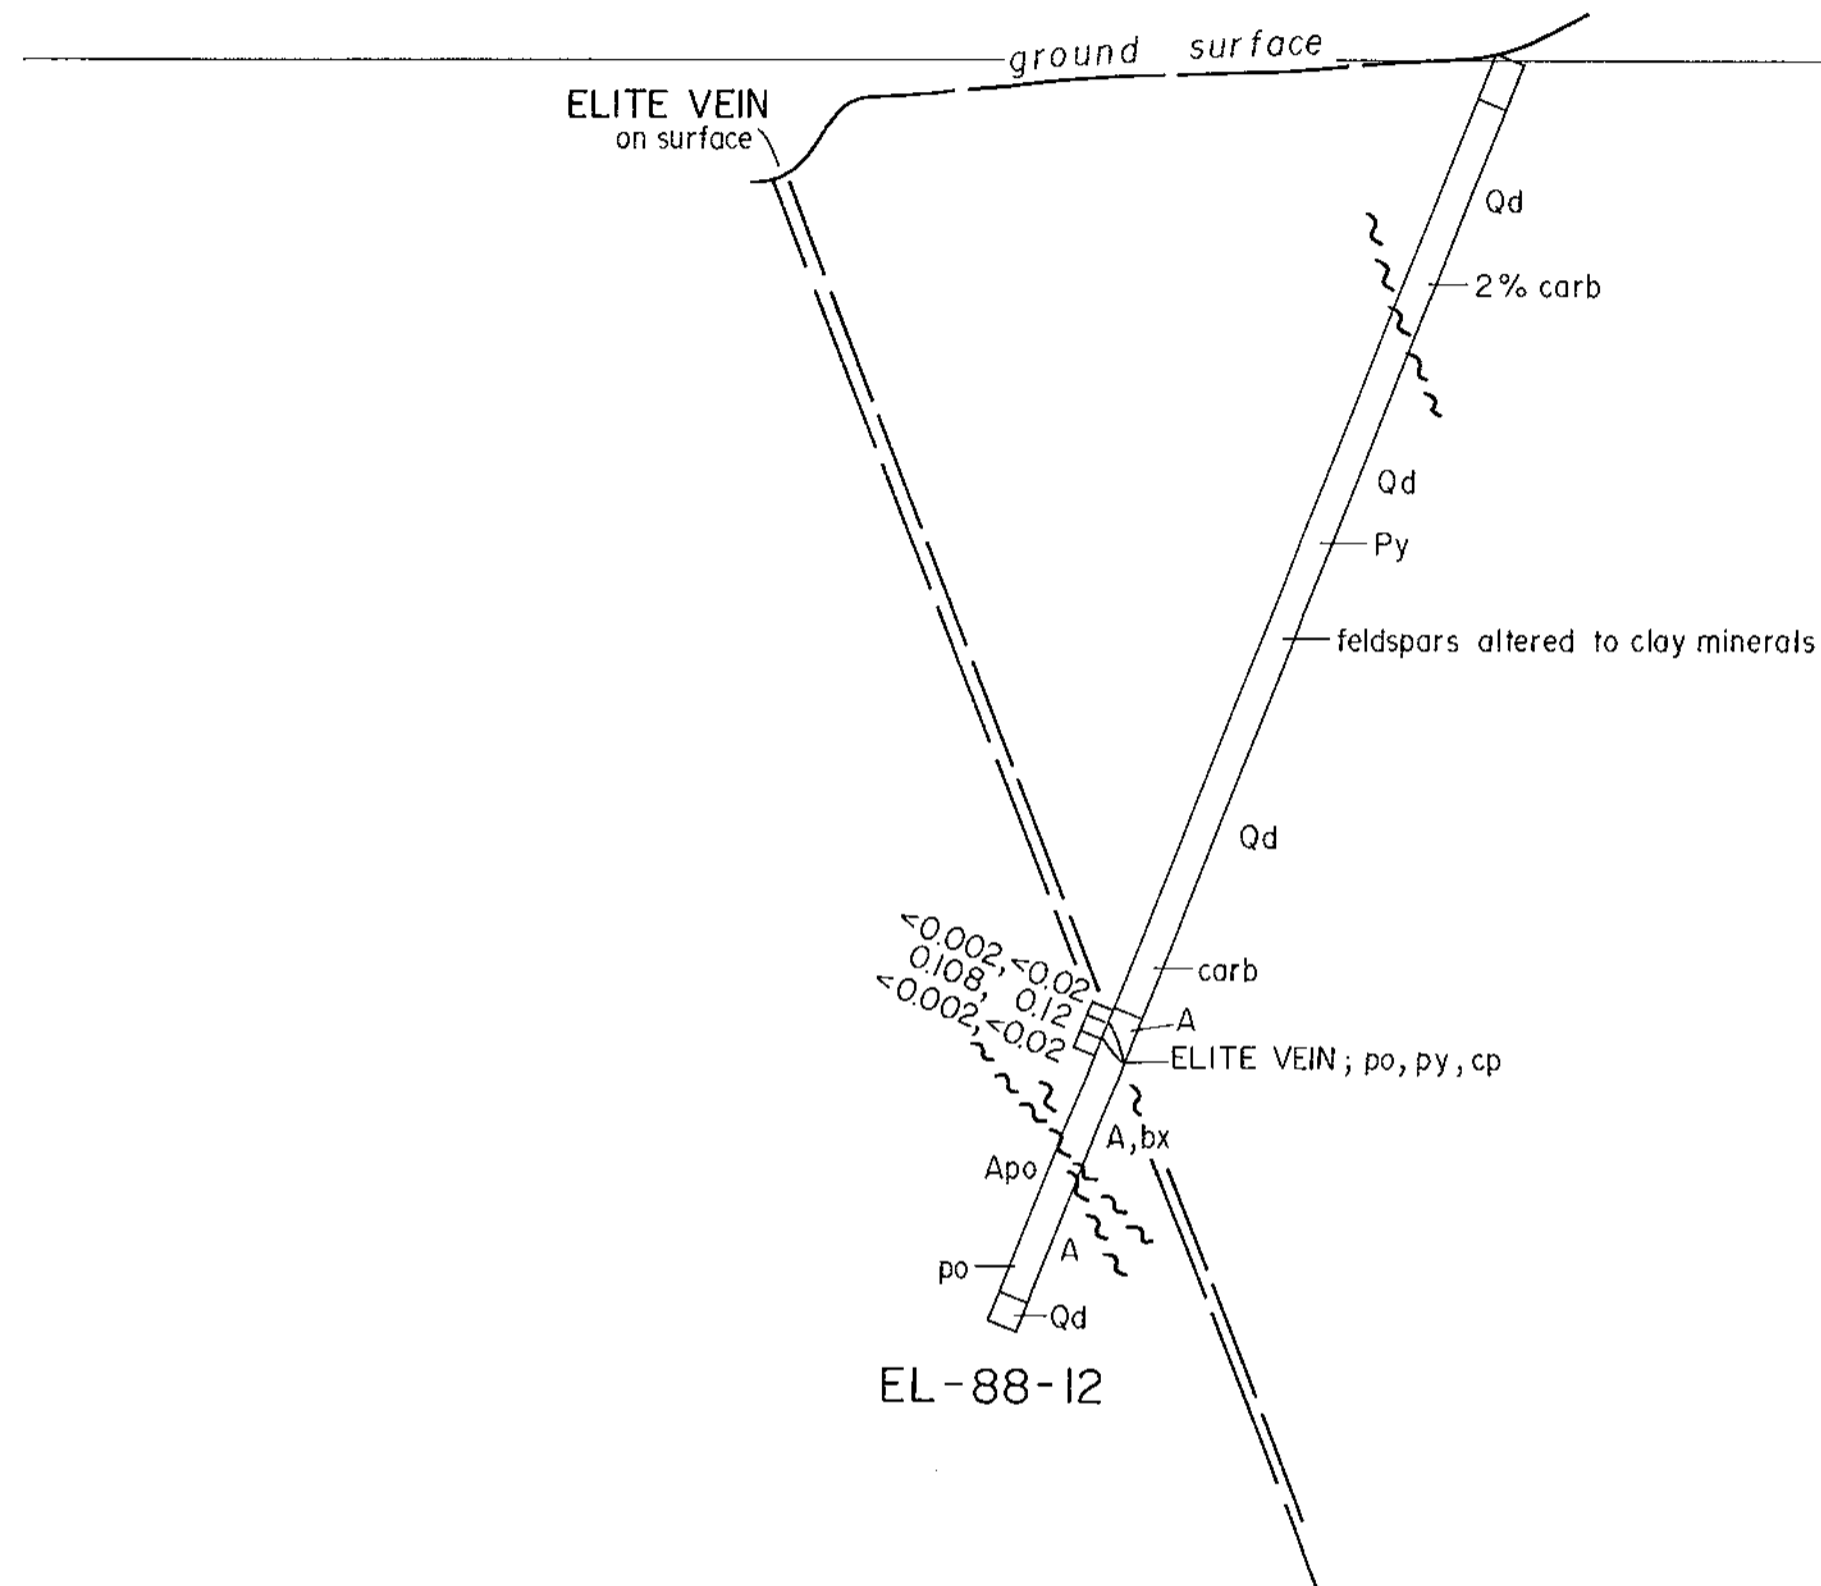 ground surface
ELITE VEIN
on surface
Qd
2% carb
Qd
Py
feldspars altered to clay minerals
Qd
<0.002, <0.02
0.108, 0.12
<0.002, <0.02
carb
A
ELITE VEIN; po, py, cp
A, bx
Apo
A
po
Qd
EL-88-12